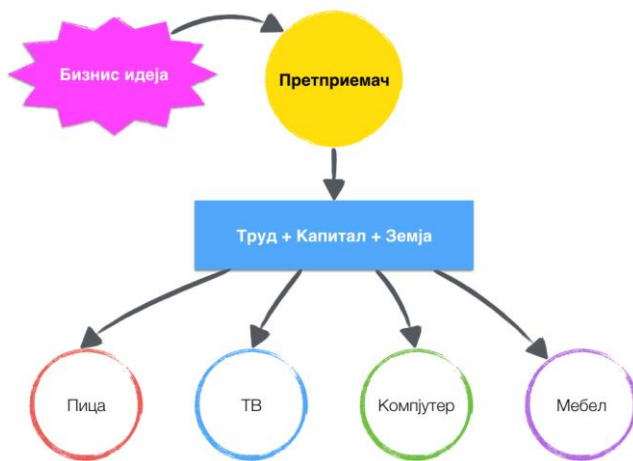 Бизнис идеја
Претприемач
Труд + Капитал + Земја
Пица
ТВ
Компјутер
Мебел